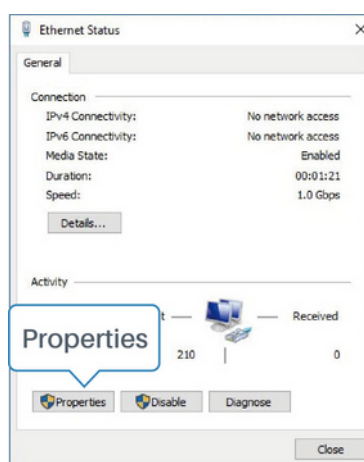 Ethernet Status
General
Connection
IPv4 Connectivity: No network access
IPv6 Connectivity: No network access
Media State: Enabled
Duration: 00:01:21
Speed: 1.0 Gbps
Details...
Activity
Received
Properties
210 | 0
Properties Disable Diagnose
Close